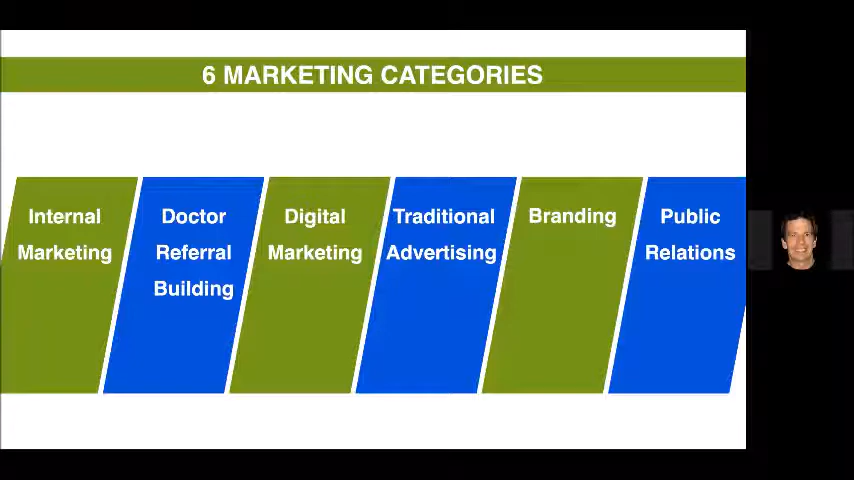 6 MARKETING CATEGORIES
Internal
Marketing
Doctor
Referral
Building
Digital
Marketing
Traditional
Advertising
Branding
Public
Relations